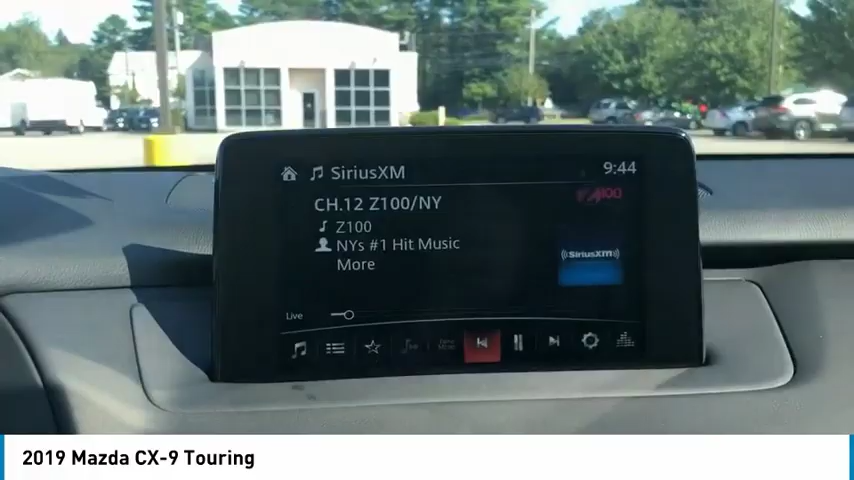 SiriusXM
9:44
CH.12 Z100/NY
Z100
NYs #1 Hit Music
More
((SiriusXM))
Live
2019 Mazda CX-9 Touring